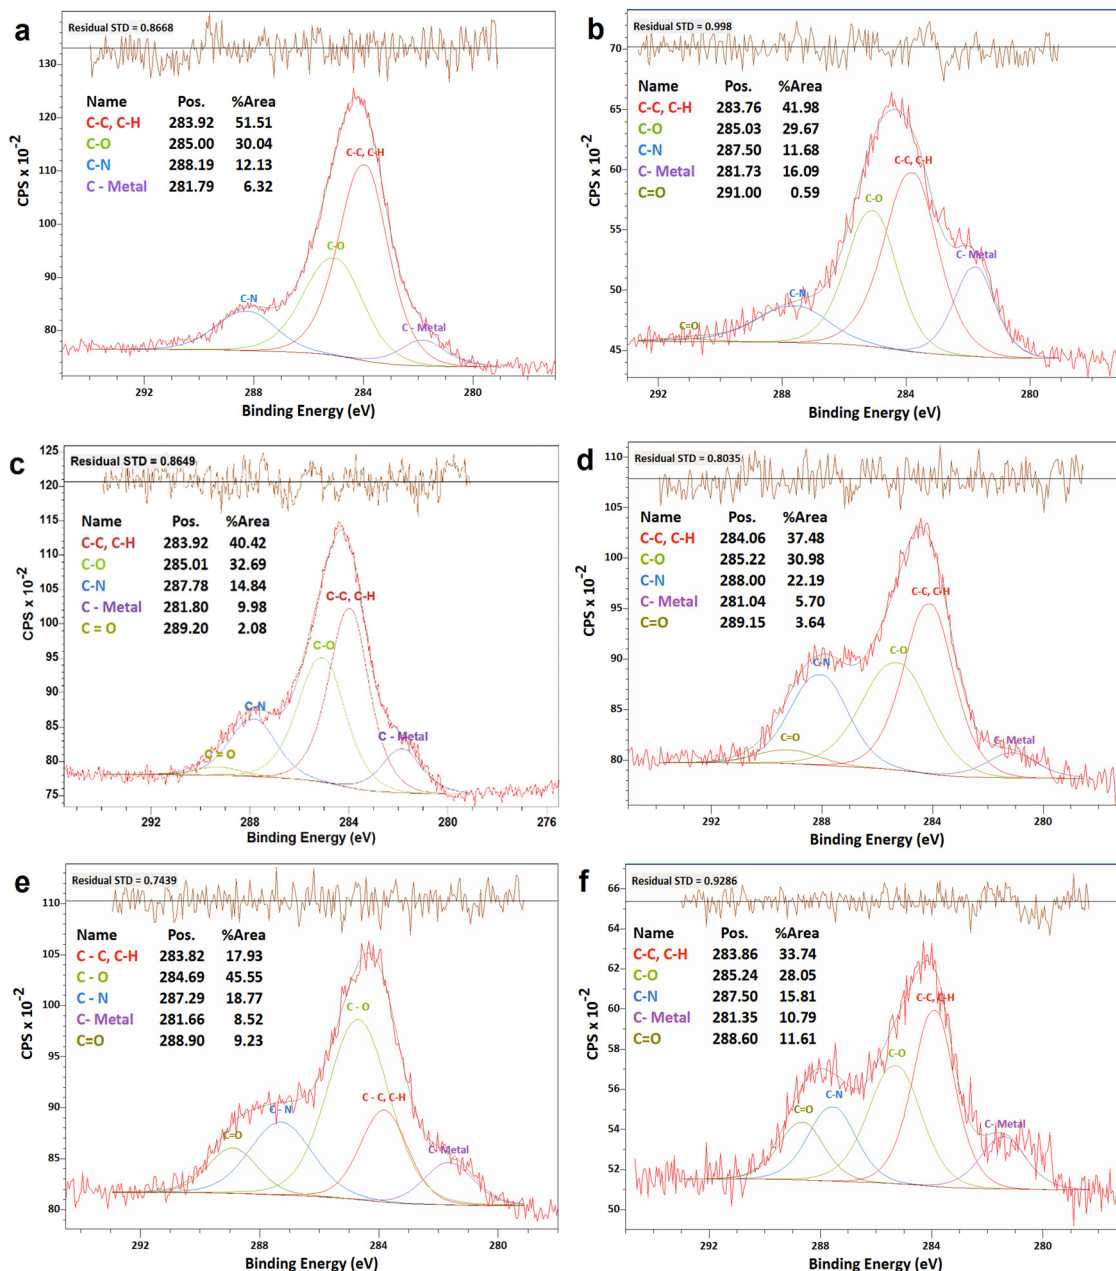 a
Residual STD = 0.8668
Name Pos. %Area
C-C, C-H 283.92 51.51
C-O 285.00 30.04
C-N 288.19 12.13
C - Metal 281.79 6.32
C-C, C-H
C-O
C-N
C - Metal
CPS x 10⁻²
130
120
110
100
90
80
292 288 284 280
Binding Energy (eV)
b
Residual STD = 0.998
Name Pos. %Area
C-C, C-H 283.76 41.98
C-O 285.03 29.67
C-N 287.50 11.68
C- Metal 281.73 16.09
C=O 291.00 0.59
C-C, C-H
C-O
C- Metal
C-N
C=O
CPS x 10⁻²
70
65
60
55
50
45
292 288 284 280
Binding Energy (eV)
c
Residual STD = 0.8649
Name Pos. %Area
C-C, C-H 283.92 40.42
C-O 285.01 32.69
C-N 287.78 14.84
C - Metal 281.80 9.98
C = O 289.20 2.08
C-C, C-H
C-O
C-N
C - Metal
C = O
CPS x 10⁻²
125
120
115
110
105
100
95
90
85
80
75
292 288 284 280 276
Binding Energy (eV)
d
Residual STD = 0.8035
Name Pos. %Area
C-C, C-H 284.06 37.48
C-O 285.22 30.98
C-N 288.00 22.19
C- Metal 281.04 5.70
C=O 289.15 3.64
C-C, C-H
C-O
C-N
C=O
C-Metal
CPS x 10⁻²
110
105
100
95
90
85
80
292 288 284 280
Binding Energy (eV)
e
Residual STD = 0.7439
Name Pos. %Area
C - C, C-H 283.82 17.93
C - O 284.69 45.55
C - N 287.29 18.77
C- Metal 281.66 8.52
C=O 288.90 9.23
C - O
C - C, C-H
C - N
C=O
C- Metal
CPS x 10⁻²
110
105
100
95
90
85
80
292 288 284 280
Binding Energy (eV)
f
Residual STD = 0.9286
Name Pos. %Area
C-C, C-H 283.86 33.74
C-O 285.24 28.05
C-N 287.50 15.81
C- Metal 281.35 10.79
C=O 288.60 11.61
C-C, C-H
C-O
C-N
C=O
C-Metal
CPS x 10⁻²
66
64
62
60
58
56
54
52
50
292 288 284 280
Binding Energy (eV)